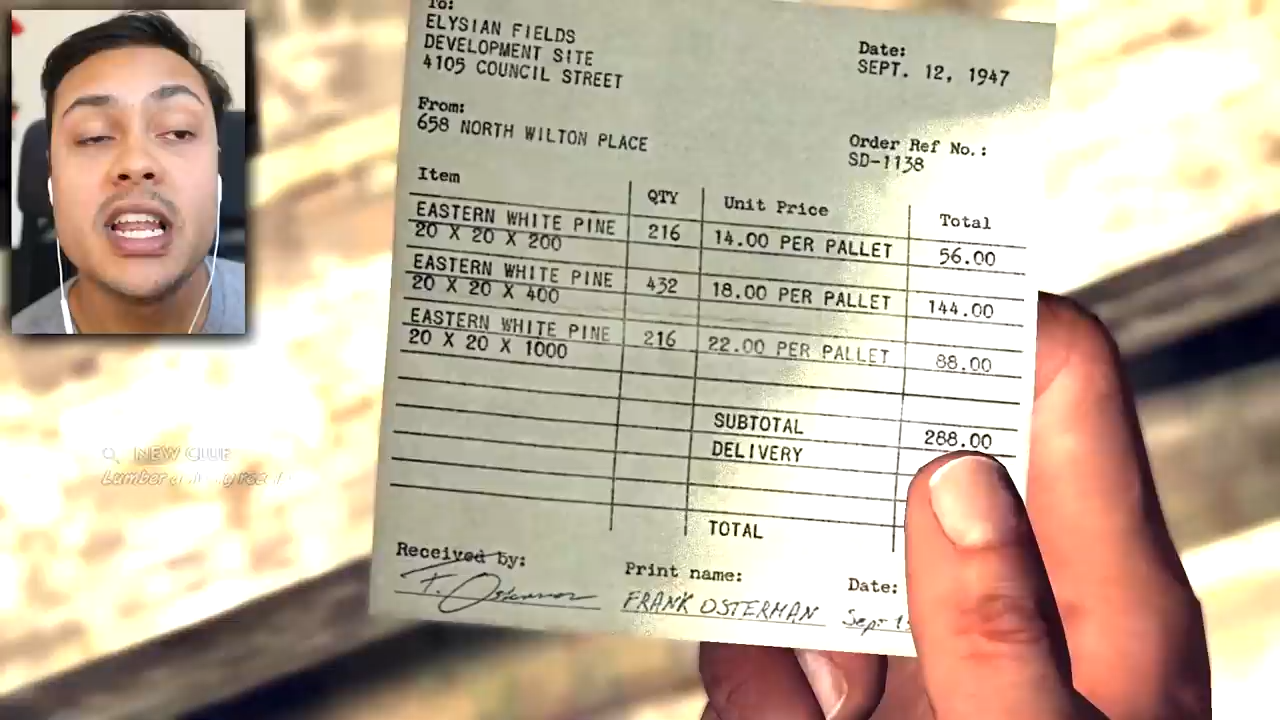 To:
ELYSIAN FIELDS
DEVELOPMENT SITE
4105 COUNCIL STREET
Date:
SEPT. 12, 1947
From:
658 NORTH WILTON PLACE
Order Ref No.:
SD-1138
Item QTY Unit Price Total
EASTERN WHITE PINE 216 14.00 PER PALLET 56.00
20 X 20 X 200
EASTERN WHITE PINE 432 18.00 PER PALLET 144.00
20 X 20 X 400
EASTERN WHITE PINE 216 22.00 PER PALLET 88.00
20 X 20 X 1000
SUBTOTAL 288.00
DELIVERY
TOTAL
NEW CLUE
Lumber
Received by:
F. Osterman
Print name:
FRANK OSTERMAN
Date:
Sept